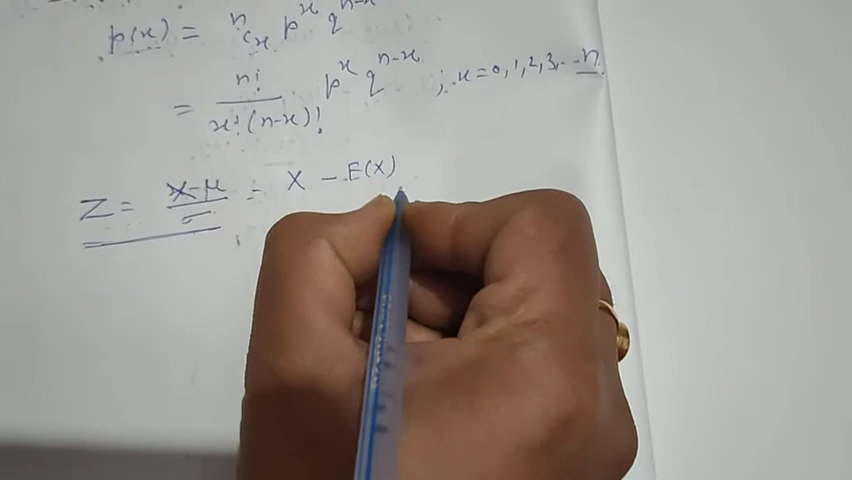 p(x) = ⁿCₓ pˣ qⁿ⁻ˣ
= n! / x! (n-x)! pˣ qⁿ⁻ˣ ; x = 0, 1, 2, 3, ... n.
Z = X-μ / σ = X - E(X)